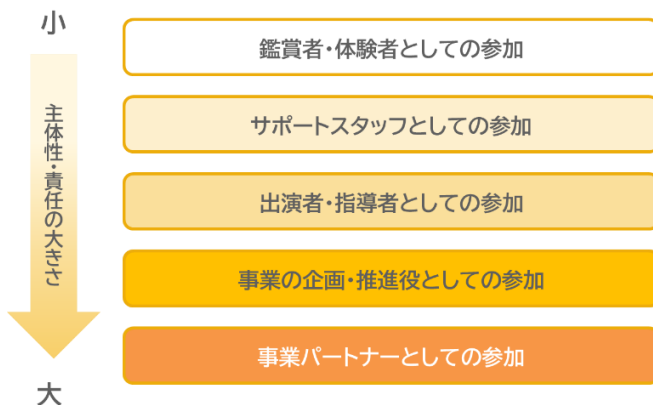 小
主体性・責任の大きさ
大
鑑賞者・体験者としての参加
サポートスタッフとしての参加
出演者・指導者としての参加
事業の企画・推進役としての参加
事業パートナーとしての参加